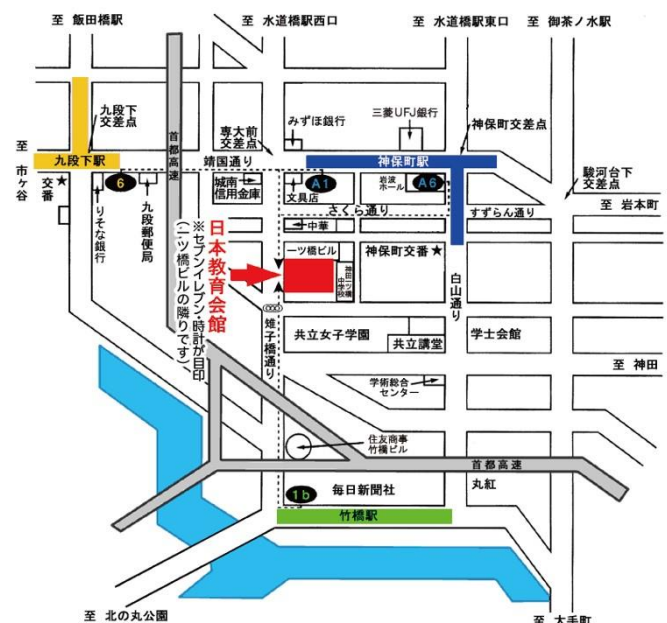 至 飯田橋駅
至 水道橋駅西口
至 水道橋駅東口
至 御茶ノ水駅
九段下
交差点
首都高速
専大前
交差点
みずほ銀行
三菱UFJ銀行
神保町交差点
至 市ヶ谷
九段下駅
靖国通り
神保町駅
駿河台下
交差点
交番★
6
城南
信用金庫
A1
文具店
岩波
ホール
A6
りそな銀行
九段郵便局
さくら通り
すずらん通り
至 岩本町
中華
日本教育会館
※セブンイレブン・時計が目印
(一ツ橋ビルの隣りです)
一ツ橋ビル
神田一ツ橋
中学校
神保町交番★
白山通り
雉子橋通り
共立女子学園
共立講堂
学士会館
至 神田
学術総合
センター
住友商事
竹橋ビル
首都高速
1b
毎日新聞社
丸紅
竹橋駅
至 北の丸公園
至 大手町